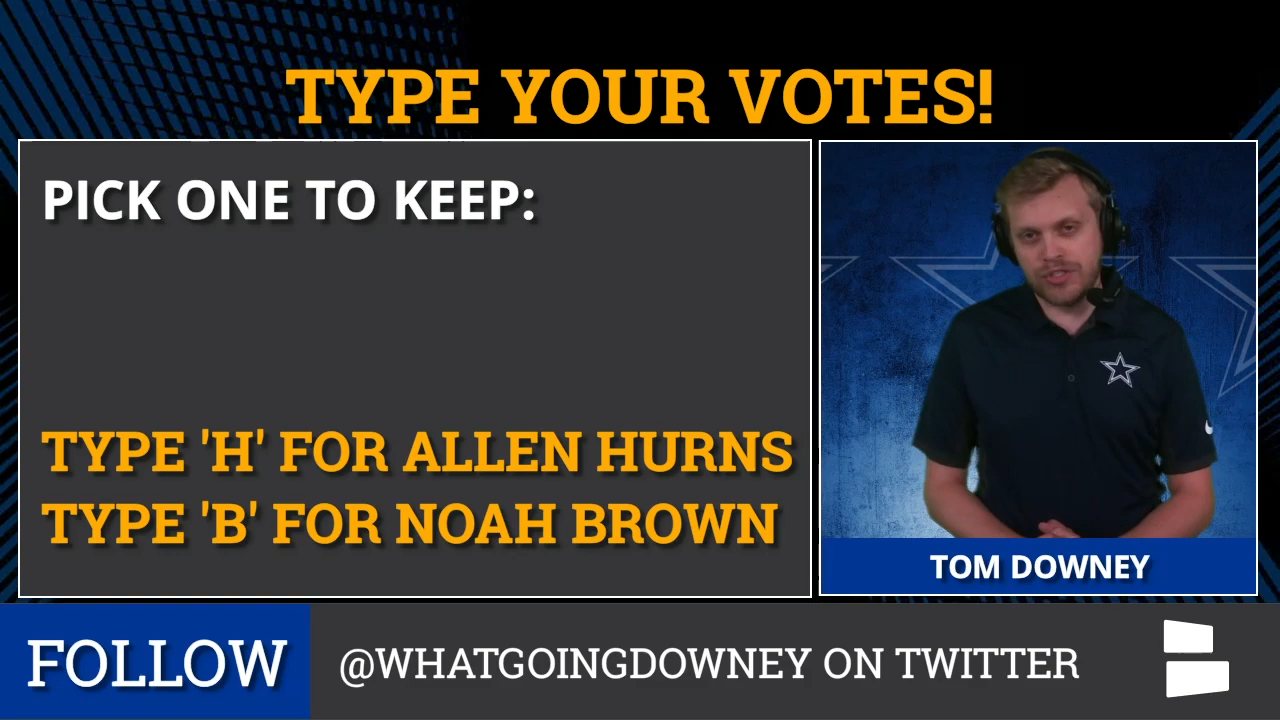 TYPE YOUR VOTES!
PICK ONE TO KEEP:
TYPE 'H' FOR ALLEN HURNS
TYPE 'B' FOR NOAH BROWN
TOM DOWNEY
FOLLOW
@WHATGOINGDOWNEY ON TWITTER